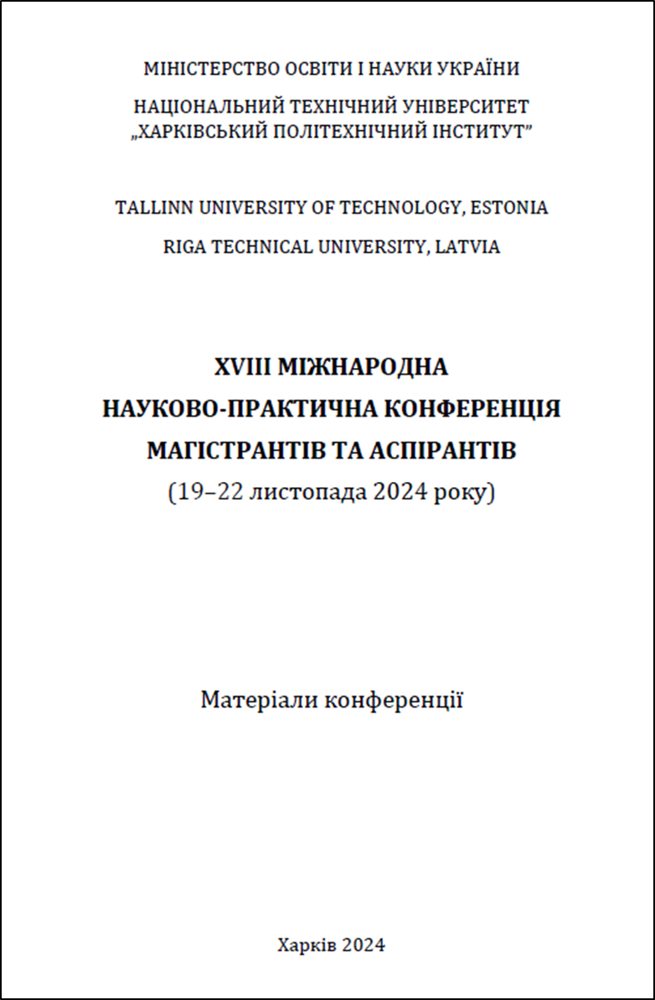 МІНІСТЕРСТВО ОСВІТИ І НАУКИ УКРАЇНИ
НАЦІОНАЛЬНИЙ ТЕХНІЧНИЙ УНІВЕРСИТЕТ
„ХАРКІВСЬКИЙ ПОЛІТЕХНІЧНИЙ ІНСТИТУТ”
TALLINN UNIVERSITY OF TECHNOLOGY, ESTONIA
RIGA TECHNICAL UNIVERSITY, LATVIA
XVIII МІЖНАРОДНА
НАУКОВО-ПРАКТИЧНА КОНФЕРЕНЦІЯ
МАГІСТРАНТІВ ТА АСПІРАНТІВ
(19–22 листопада 2024 року)
Матеріали конференції
Харків 2024